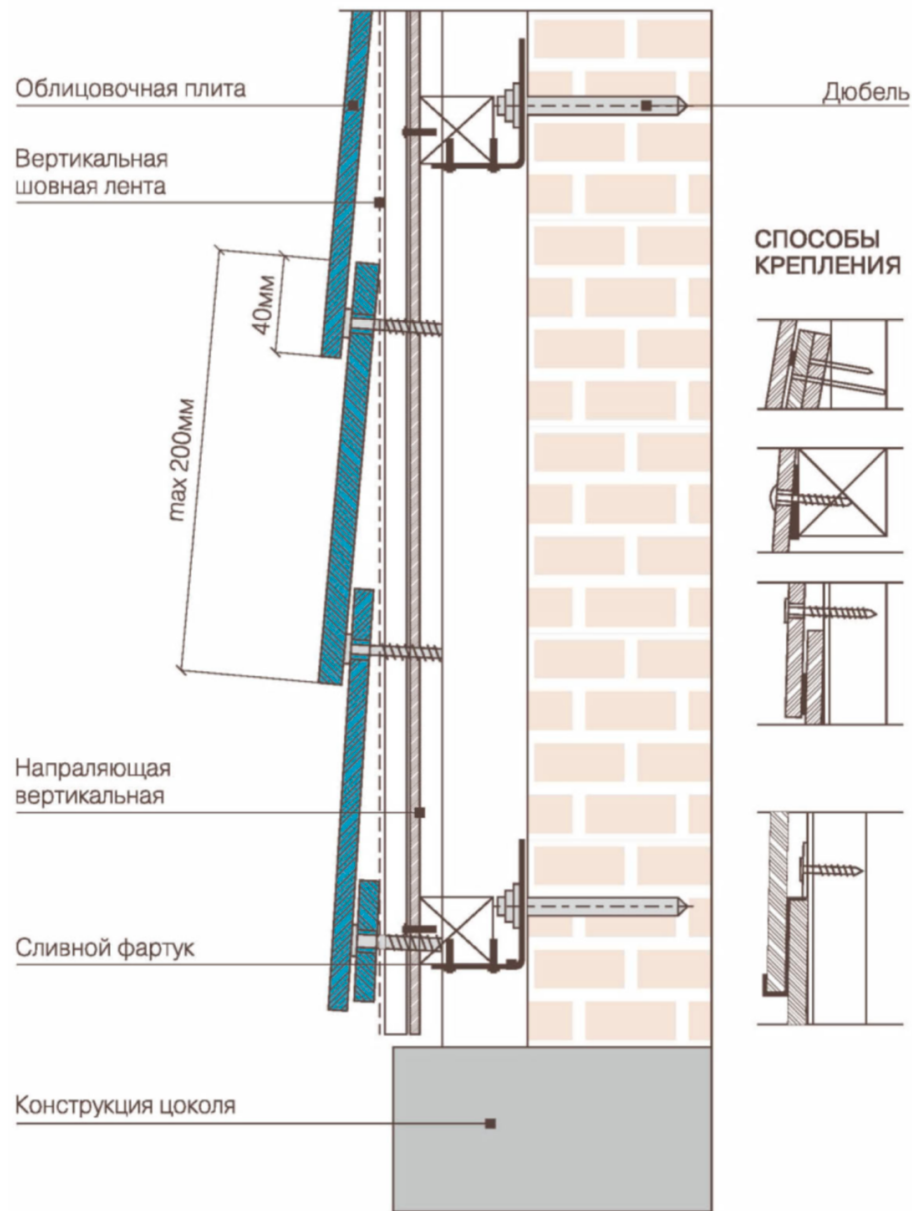 Облицовочная плита
Дюбель
Вертикальная
шовная лента
СПОСОБЫ
КРЕПЛЕНИЯ
40мм
max 200мм
Напраляющая
вертикальная
Сливной фартук
Конструкция цоколя